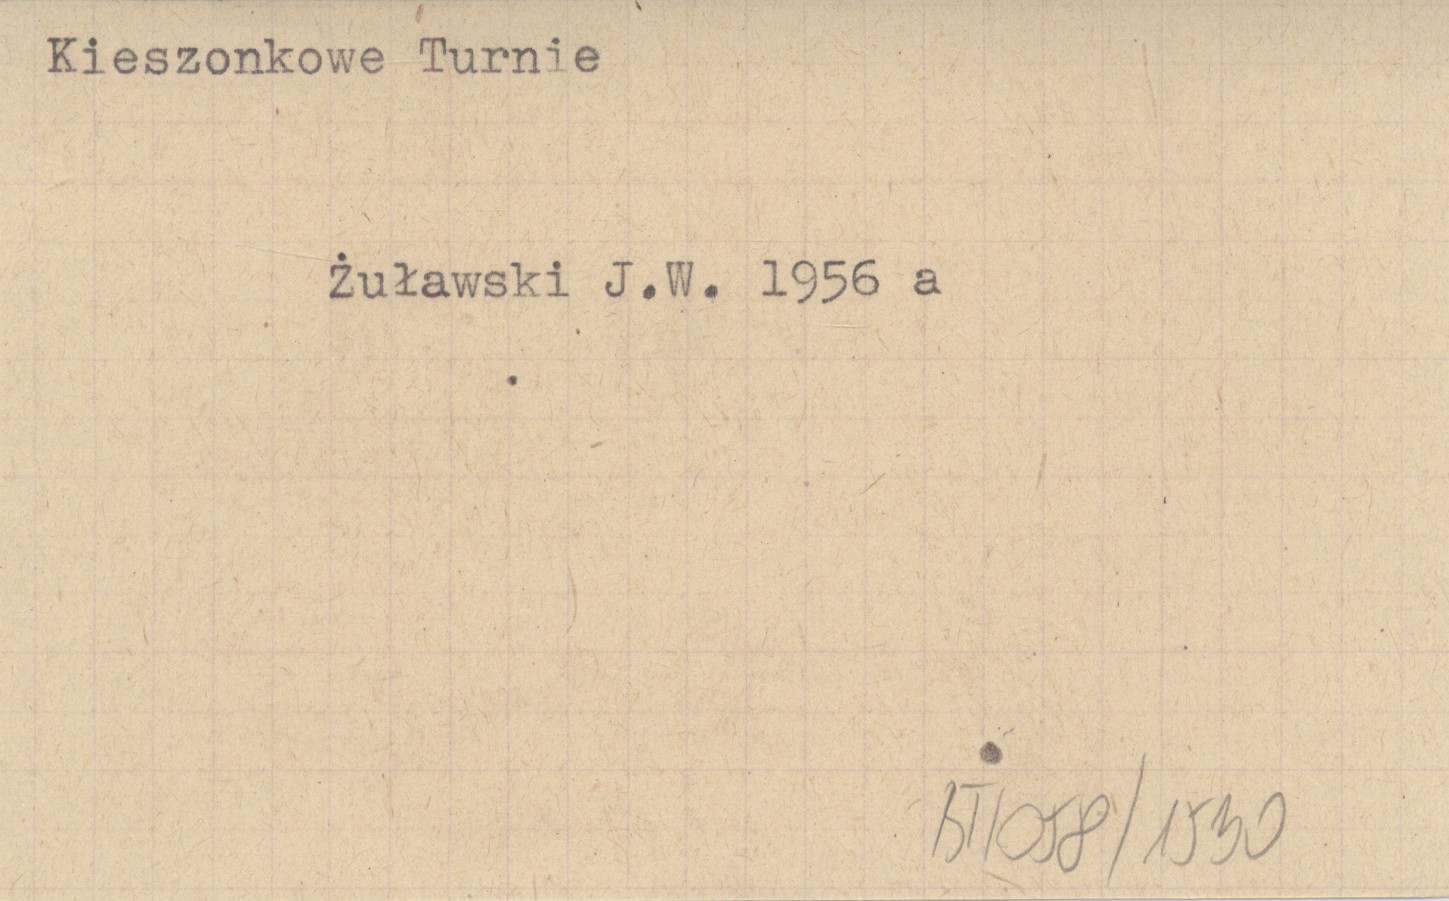 Kieszonkowe Turnie
Żuławski J.W. 1956 a
BT/058/1530